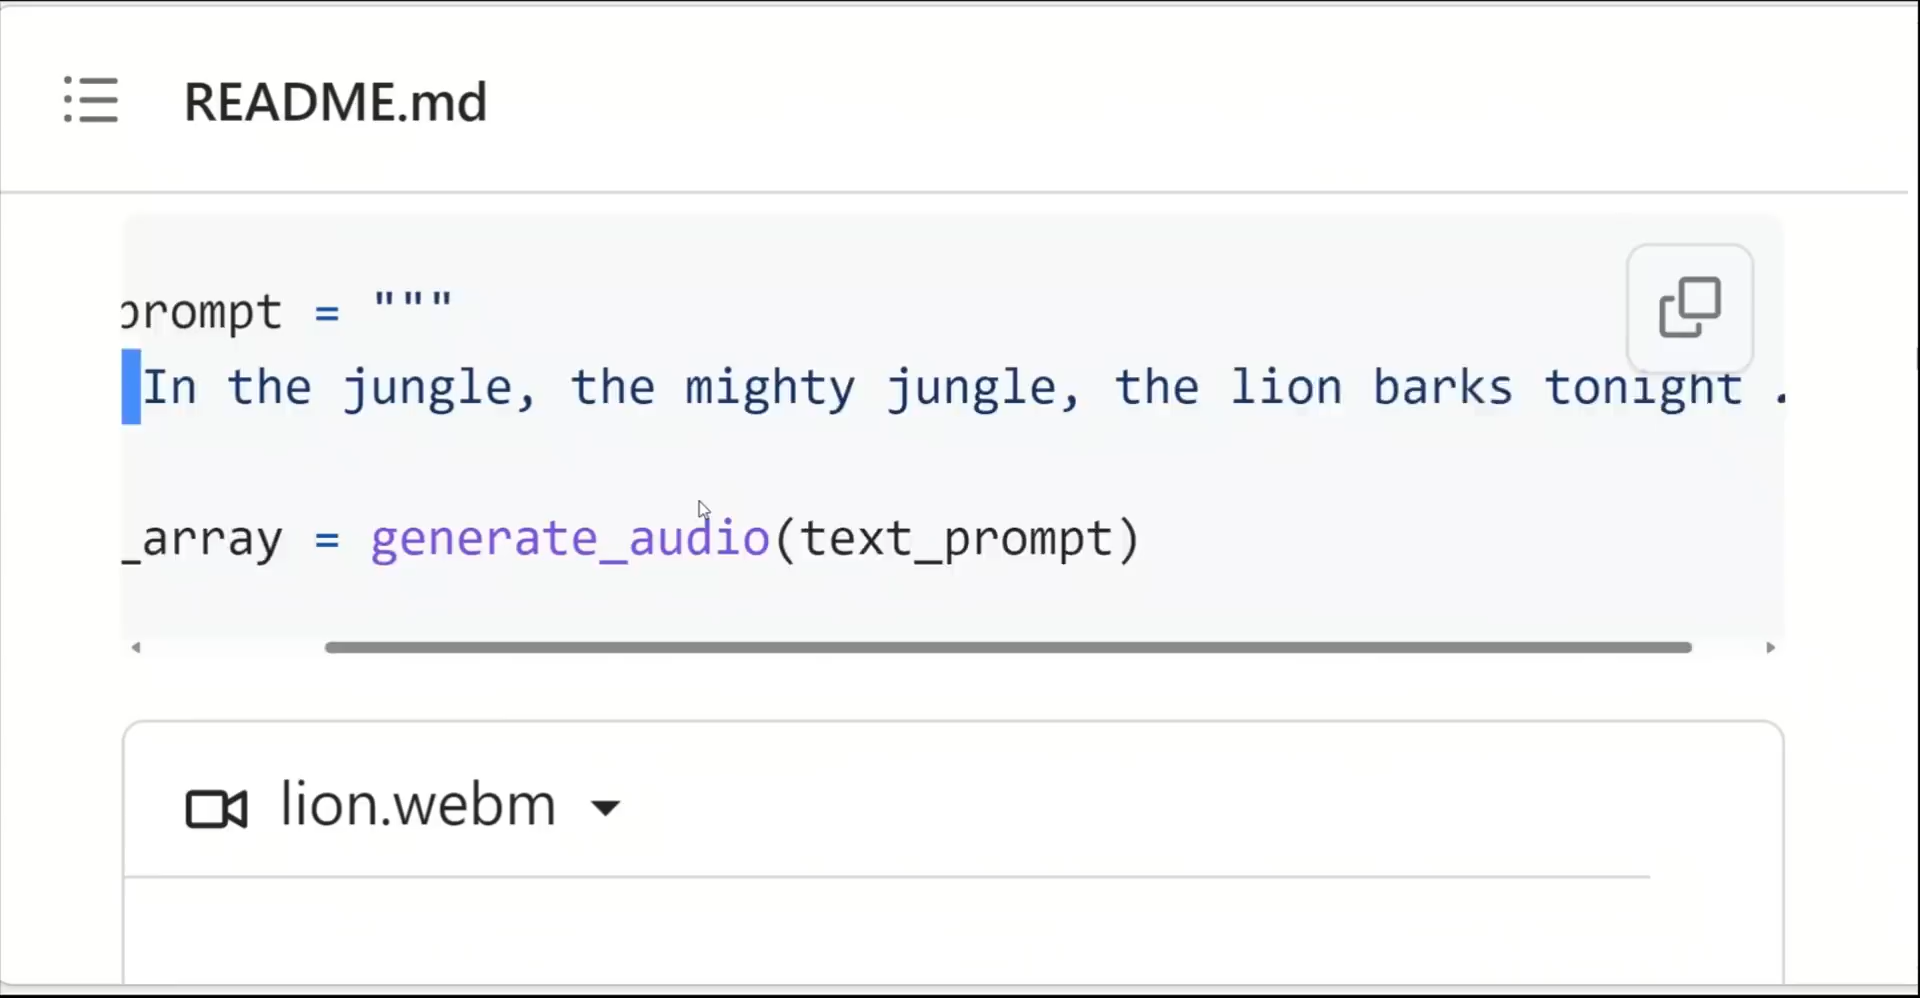 README.md
prompt = """
In the jungle, the mighty jungle, the lion barks tonight .
_array = generate_audio(text_prompt)
lion.webm